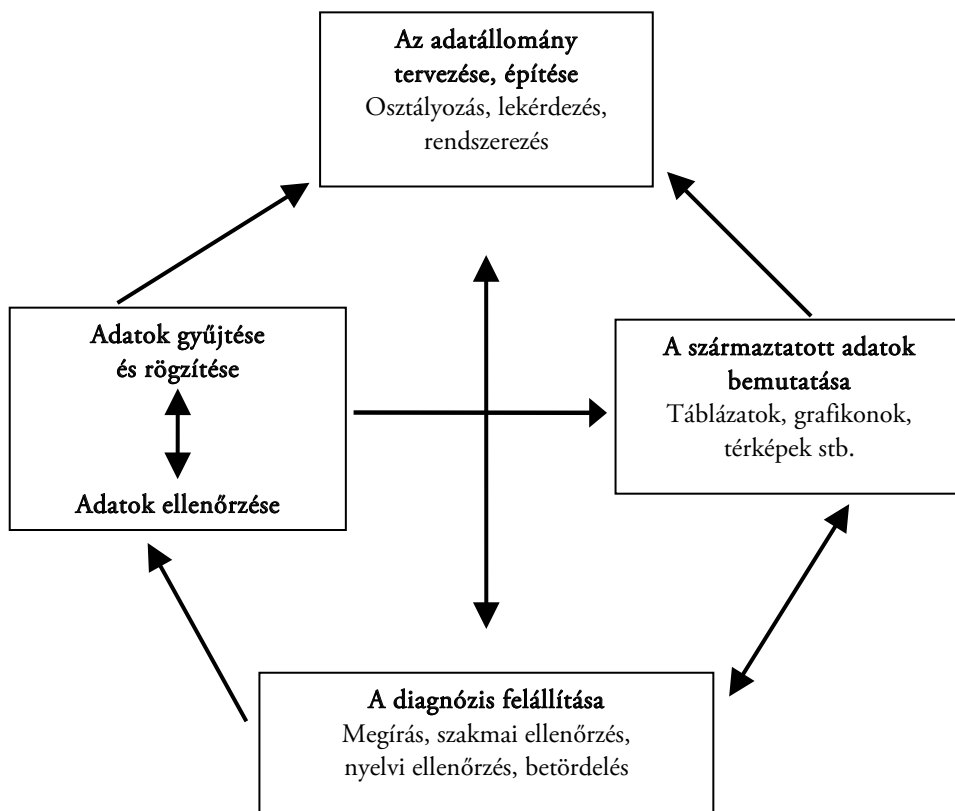 Az adatállomány
tervezése, építése
Osztályozás, lekérdezés,
rendszerezés
Adatok gyűjtése
és rögzítése
Adatok ellenőrzése
A származtatott adatok
bemutatása
Táblázatok, grafikonok,
térképek stb.
A diagnózis felállítása
Megírás, szakmai ellenőrzés,
nyelvi ellenőrzés, betördelés